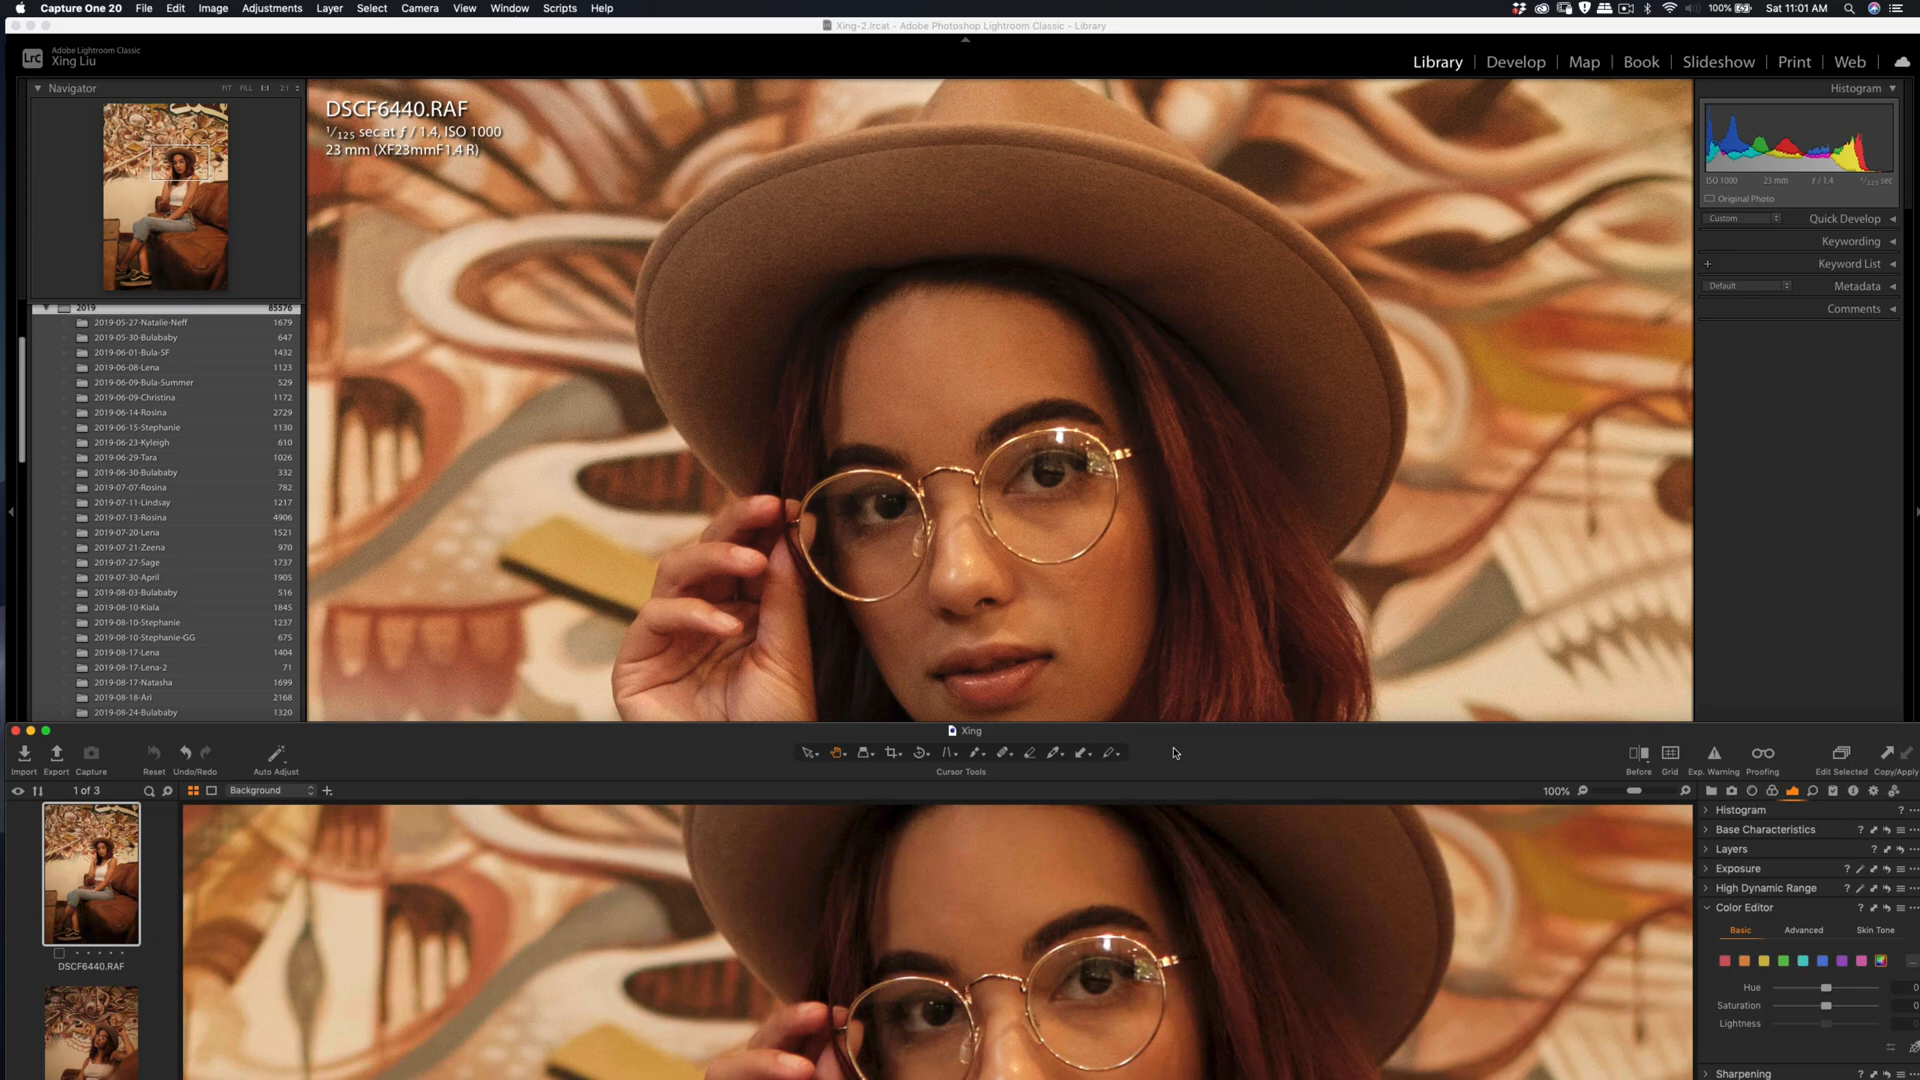 Capture One 20 File Edit Image Adjustments Layer Select Camera View Window Scripts Help 100% Sat 11:01 AM
Xing-2.lrcat - Adobe Photoshop Lightroom Classic - Library
LrC Adobe Lightroom Classic
Xing Liu
Library | Develop | Map | Book | Slideshow | Print | Web
Navigator FIT FILL 1:1 2:1
DSCF6440.RAF
1/125 sec at ƒ / 1.4, ISO 1000
23 mm (XF23mmF1.4 R)
2019 85576
2019-05-27-Natalie-Neff 1679
2019-05-30-Bulababy 647
2019-06-01-Bula-SF 1432
2019-06-08-Lena 1123
2019-06-09-Bula-Summer 529
2019-06-09-Christina 1172
2019-06-14-Rosina 2729
2019-06-15-Stephanie 1130
2019-06-23-Kyleigh 610
2019-06-29-Tara 1026
2019-06-30-Bulababy 332
2019-07-07-Rosina 782
2019-07-11-Lindsay 1217
2019-07-13-Rosina 4906
2019-07-20-Lena 1521
2019-07-21-Zeena 970
2019-07-27-Sage 1737
2019-07-30-April 1905
2019-08-03-Bulababy 516
2019-08-10-Kiala 1845
2019-08-10-Stephanie 1237
2019-08-10-Stephanie-GG 675
2019-08-17-Lena 1404
2019-08-17-Lena-2 71
2019-08-17-Natasha 1699
2019-08-18-Ari 2168
2019-08-24-Bulababy 1320
Histogram
ISO 1000 23 mm ƒ / 1.4 1/125 sec
Original Photo
Custom Quick Develop
Keywording
+ Keyword List
Default Metadata
Comments
Xing
Import Export Capture Reset Undo/Redo Auto Adjust Cursor Tools Before Grid Exp. Warning Proofing Edit Selected Copy/Apply
1 of 3 Background + 100%
DSCF6440.RAF
Histogram ? ...
Base Characteristics ? ...
Layers ? ...
Exposure ? ...
High Dynamic Range ? ...
Color Editor ? ...
Basic Advanced Skin Tone
Hue 0
Saturation 0
Lightness
Sharpening ? ...